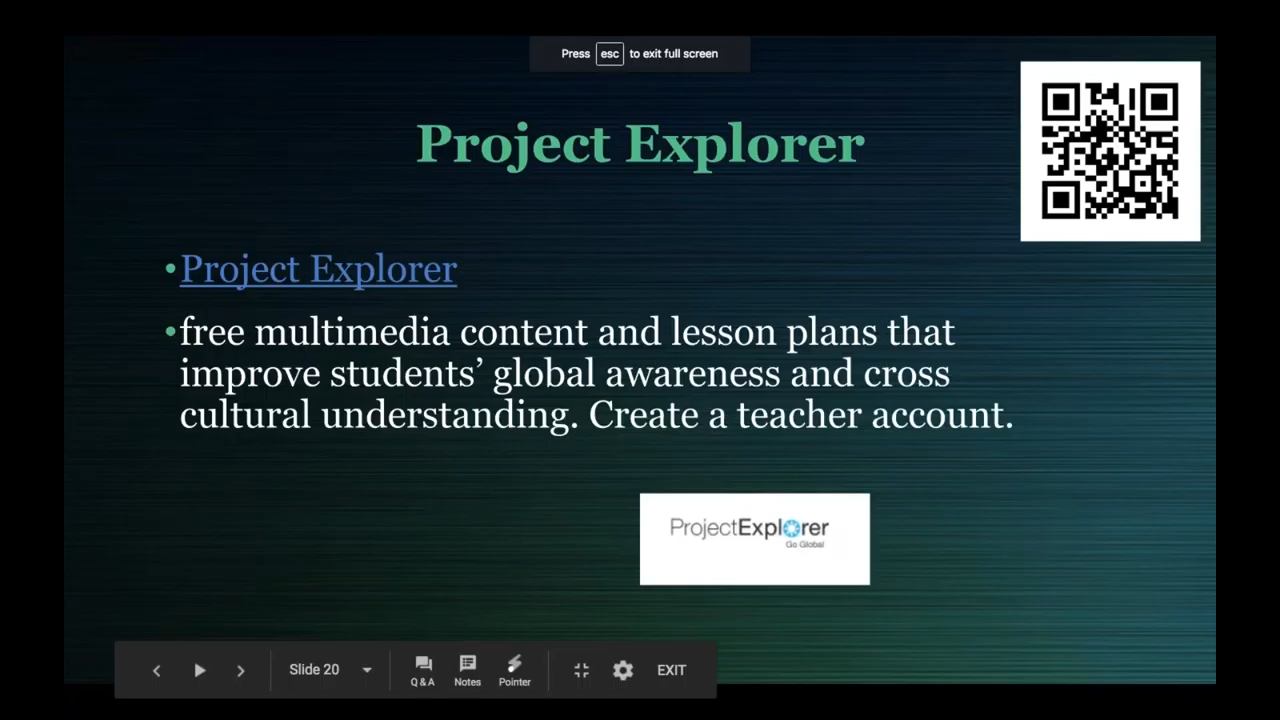 Press esc to exit full screen
Project Explorer
•Project Explorer
•free multimedia content and lesson plans that
improve students’ global awareness and cross
cultural understanding. Create a teacher account.
ProjectExplorer
Go Global
Slide 20
Q & A
Notes
Pointer
EXIT